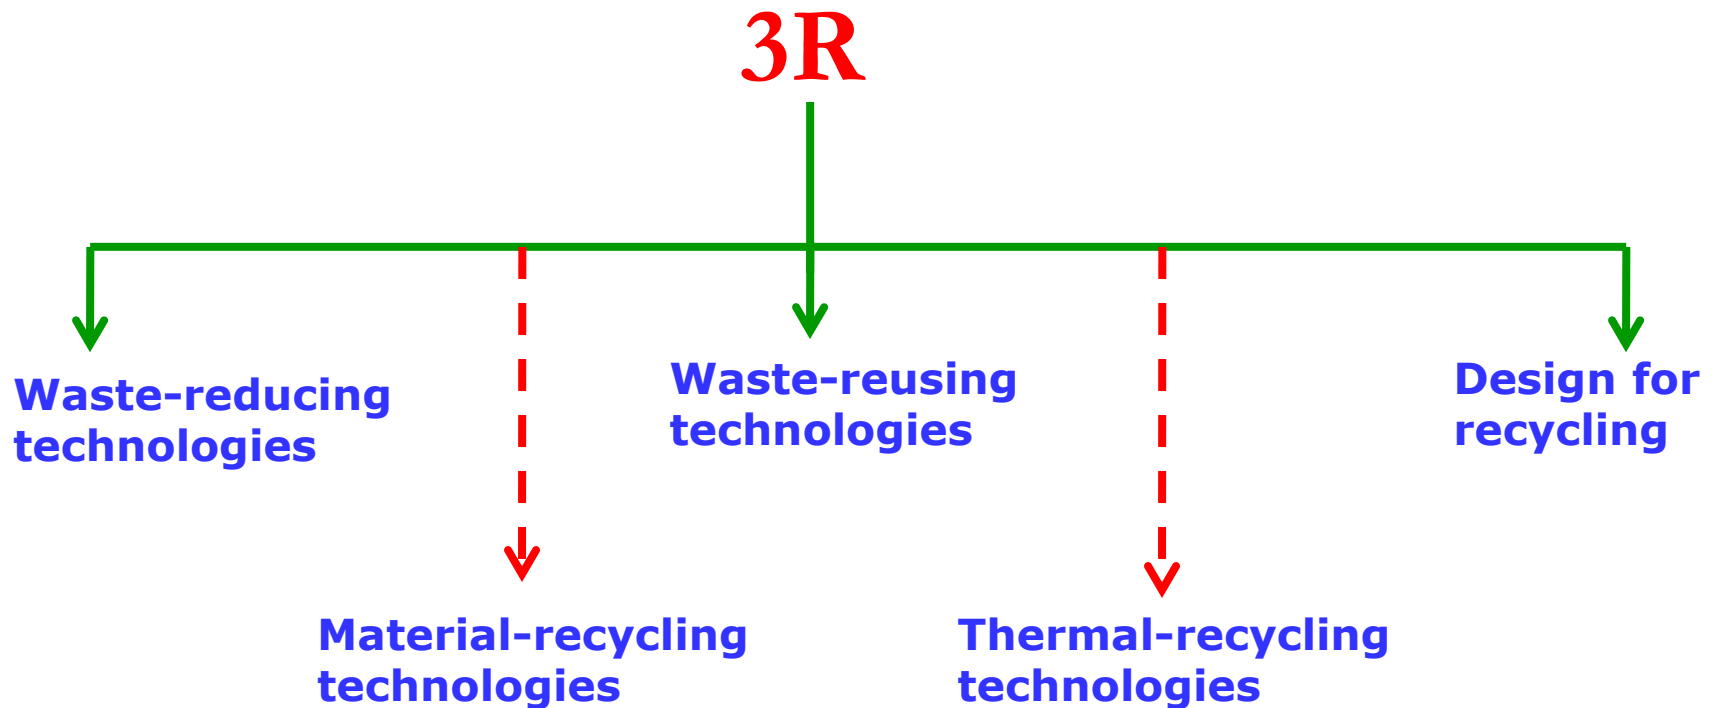 3R
Waste-reducing
technologies
Waste-reusing
technologies
Design for
recycling
Material-recycling
technologies
Thermal-recycling
technologies